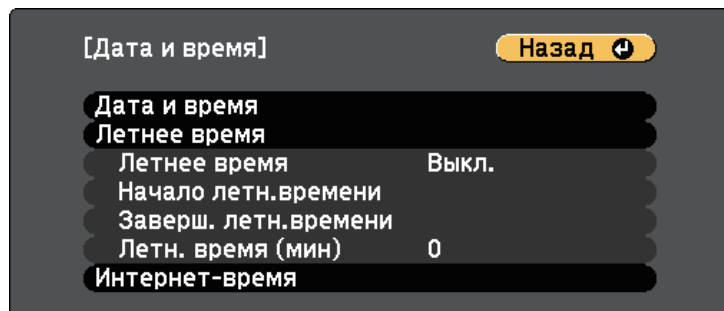 [Дата и время] Назад
Дата и время
Летнее время
Летнее время Выкл.
Начало летн.времени
Заверш. летн.времени
Летн. время (мин) 0
Интернет-время